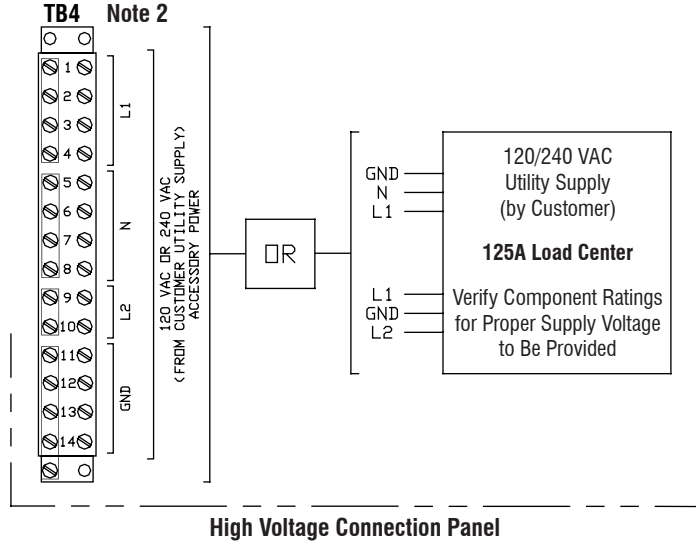 TB4 Note 2
1
2
3
4
5
6
7
8
9
10
11
12
13
14
L1
N
L2
GND
120 VAC OR 240 VAC
(FROM CUSTOMER UTILITY SUPPLY)
ACCESSORY POWER
OR
GND
N
L1
L1
GND
L2
120/240 VAC
Utility Supply
(by Customer)
125A Load Center
Verify Component Ratings
for Proper Supply Voltage
to Be Provided
High Voltage Connection Panel